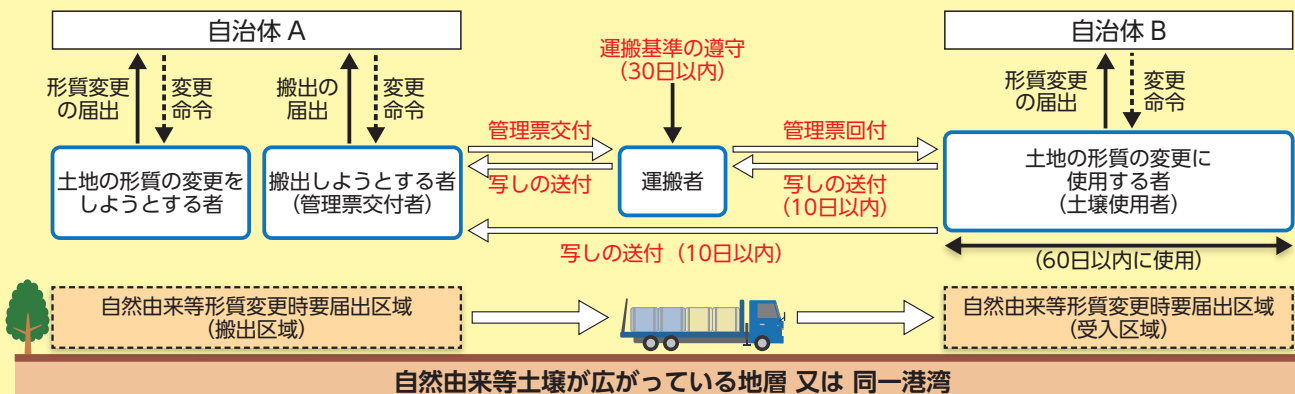 自治体 A
自治体 B
形質変更
の届出
変更
命令
搬出の
届出
変更
命令
運搬基準の遵守
(30日以内)
形質変更
の届出
変更
命令
土地の形質の変更を
しようとする者
搬出しようとする者
(管理票交付者)
管理票交付
写しの送付
運搬者
管理票回付
写しの送付
(10日以内)
土地の形質の変更に
使用する者
(土壌使用者)
写しの送付 (10日以内)
(60日以内に使用)
自然由来等形質変更時要届出区域
(搬出区域)
自然由来等形質変更時要届出区域
(受入区域)
自然由来等土壌が広がっている地層 又は 同一港湾